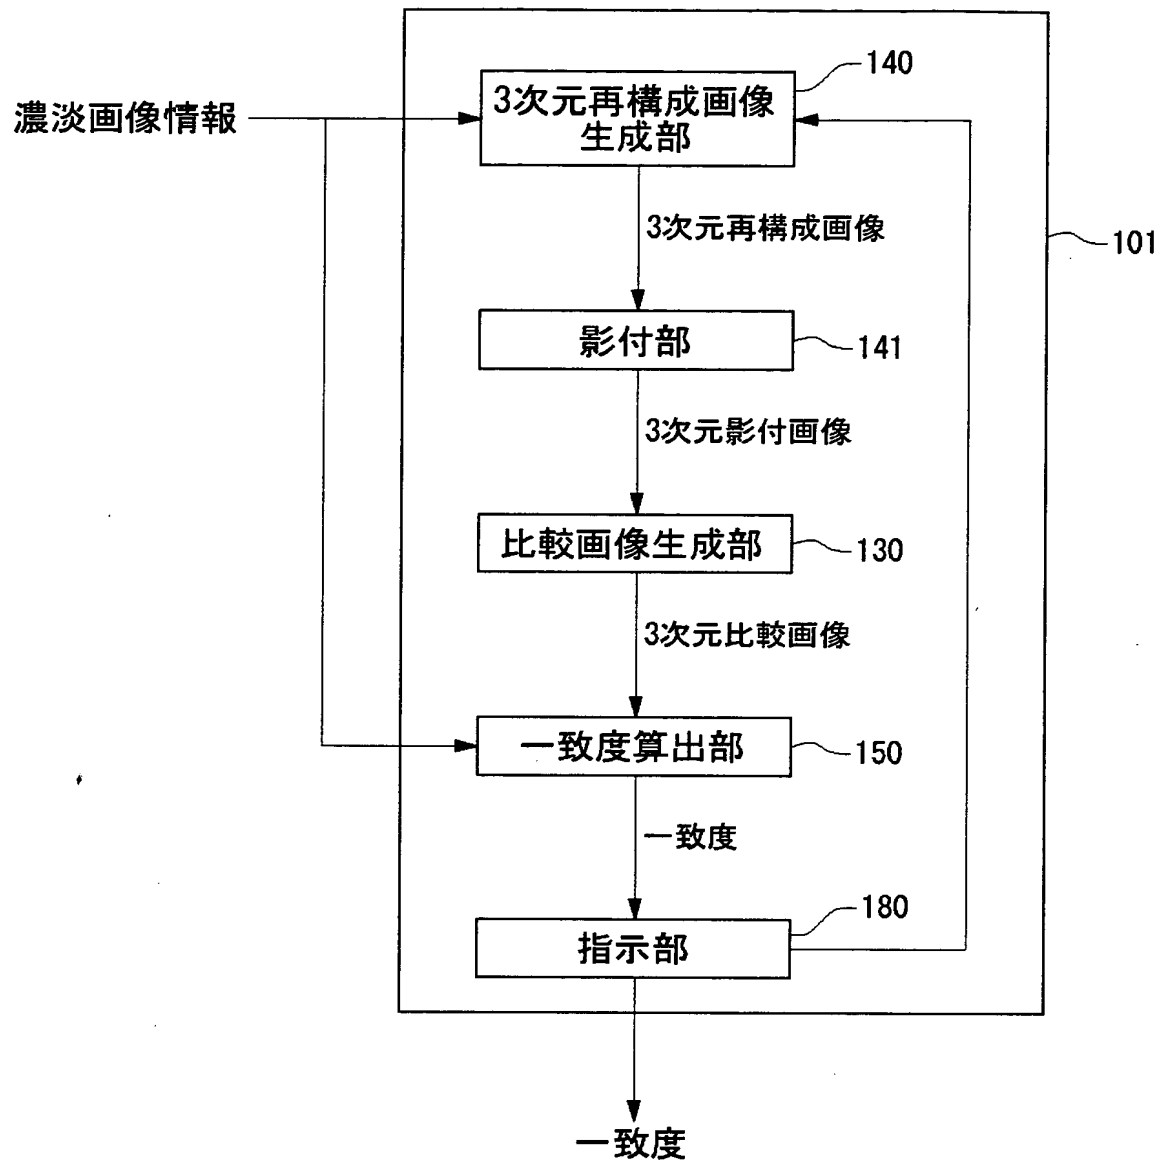 140
濃淡画像情報
3次元再構成画像
生成部
3次元再構成画像
101
影付部
141
3次元影付画像
比較画像生成部
130
3次元比較画像
一致度算出部
150
一致度
180
指示部
一致度